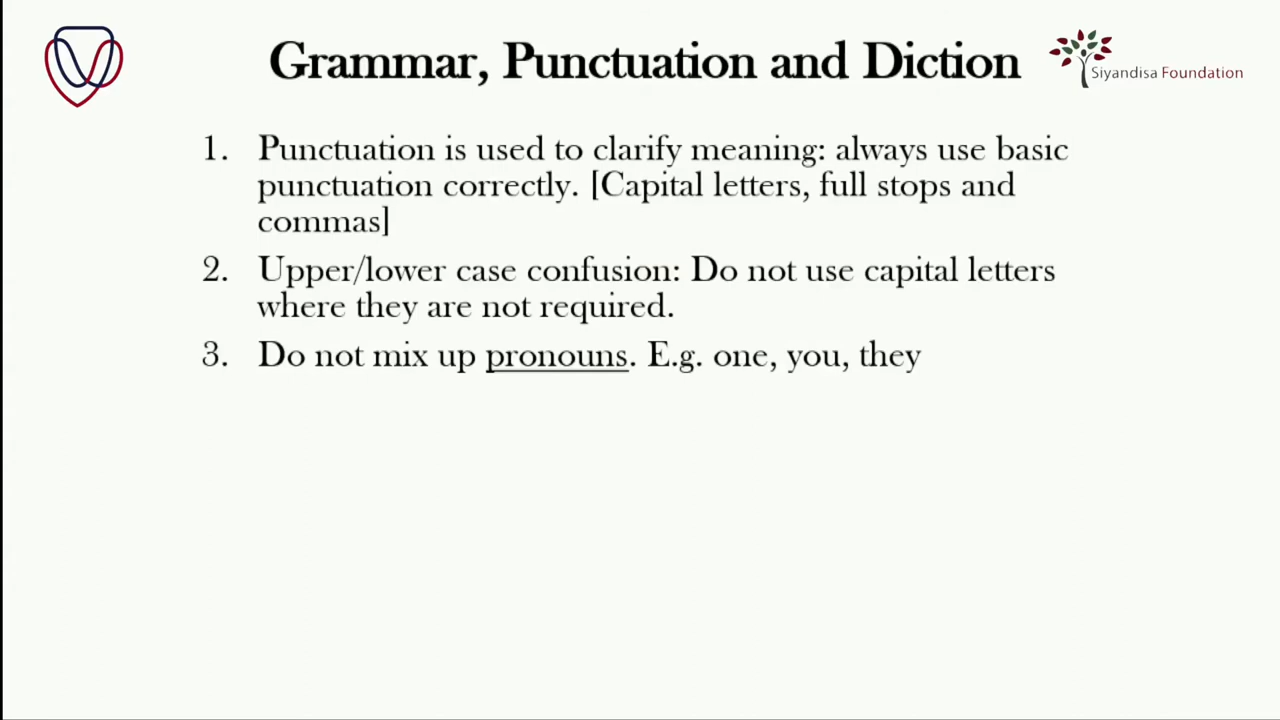 Grammar, Punctuation and Diction
Siyandisa Foundation
1. Punctuation is used to clarify meaning: always use basic
punctuation correctly. [Capital letters, full stops and
commas]
2. Upper/lower case confusion: Do not use capital letters
where they are not required.
3. Do not mix up pronouns. E.g. one, you, they